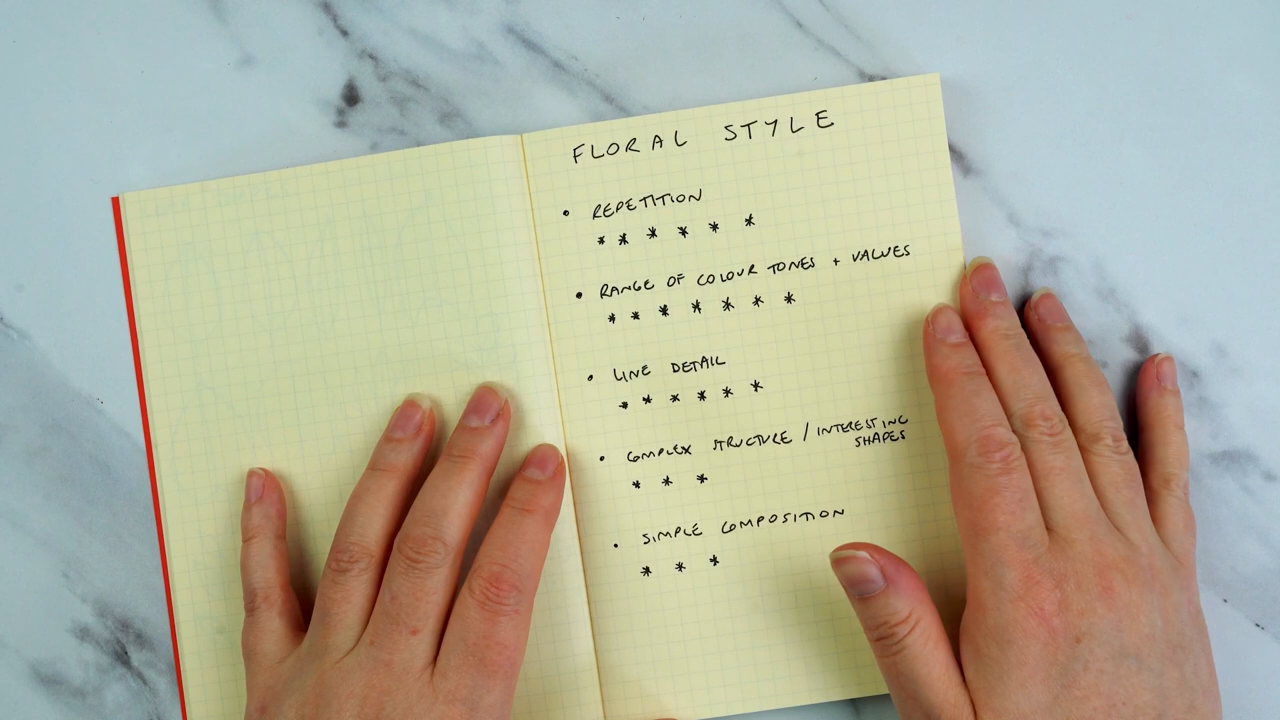 FLORAL STYLE
• REPETITION
* * * * * *
• RANGE OF COLOUR TONES + VALUES
* * * * * * *
• LINE DETAIL
* * * * * *
• COMPLEX STRUCTURE / INTERESTING
SHAPES
* * *
• SIMPLE COMPOSITION
* * *